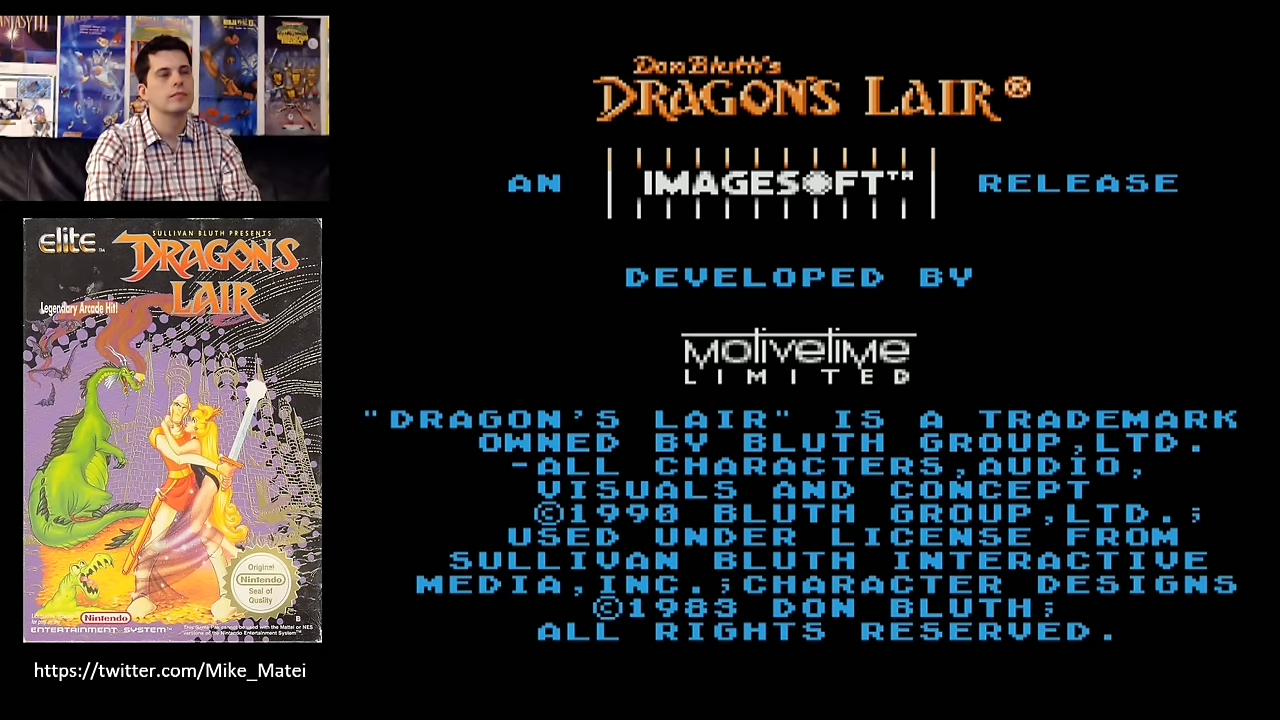 Don Bluth's
DRAGON'S LAIR®
AN IMAGESOFT™ RELEASE
DEVELOPED BY
MOTIVETIME
LIMITED
"DRAGON'S LAIR" IS A TRADEMARK
OWNED BY BLUTH GROUP,LTD.
-ALL CHARACTERS,AUDIO,
VISUALS AND CONCEPT
©1990 BLUTH GROUP,LTD.;
USED UNDER LICENSE FROM
SULLIVAN BLUTH INTERACTIVE
MEDIA,INC.;CHARACTER DESIGNS
©1983 DON BLUTH;
ALL RIGHTS RESERVED.
elite™
SULLIVAN BLUTH PRESENTS
DRAGONS
LAIR
Legendary Arcade Hit!
Original
Nintendo
Seal of
Quality
Nintendo
ENTERTAINMENT SYSTEM™
B
https://twitter.com/Mike_Matei